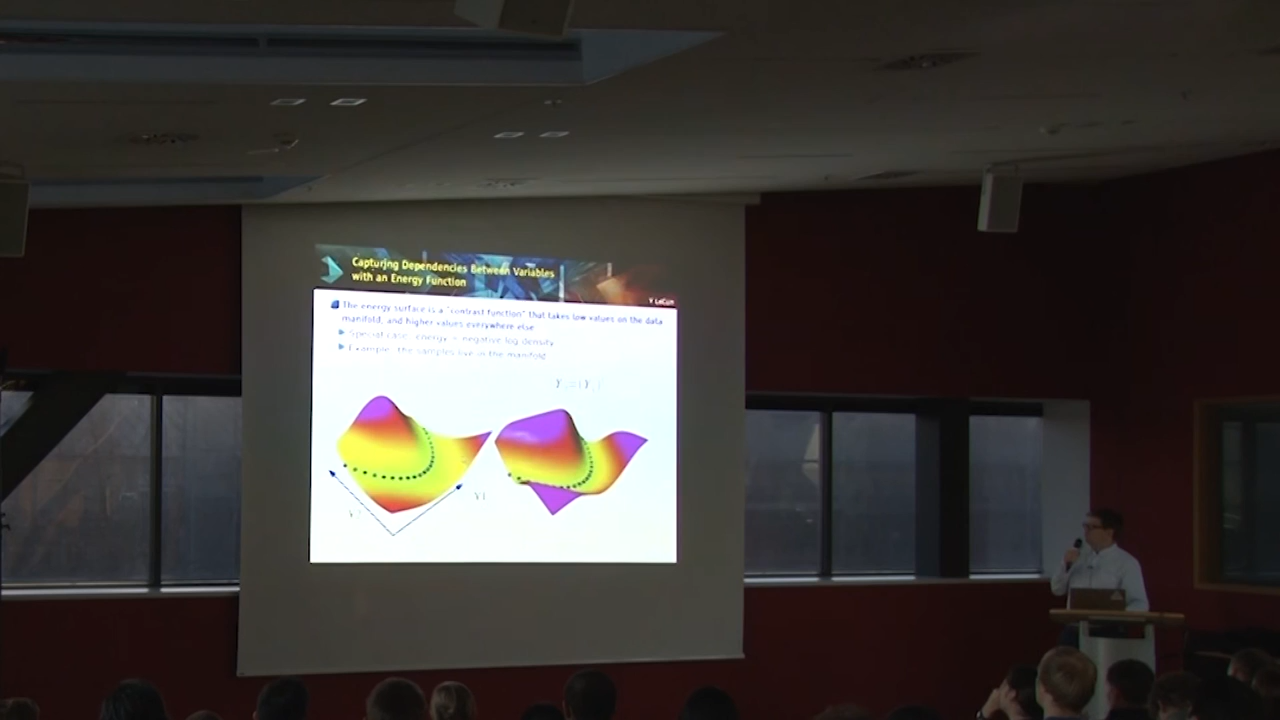 Capturing Dependencies Between Variables
with an Energy Function
Y LeCun
The energy surface is a "contrast function" that takes low values on the data
manifold, and higher values everywhere else
Special case: energy = negative log density
Example: the samples live in the manifold
Y1